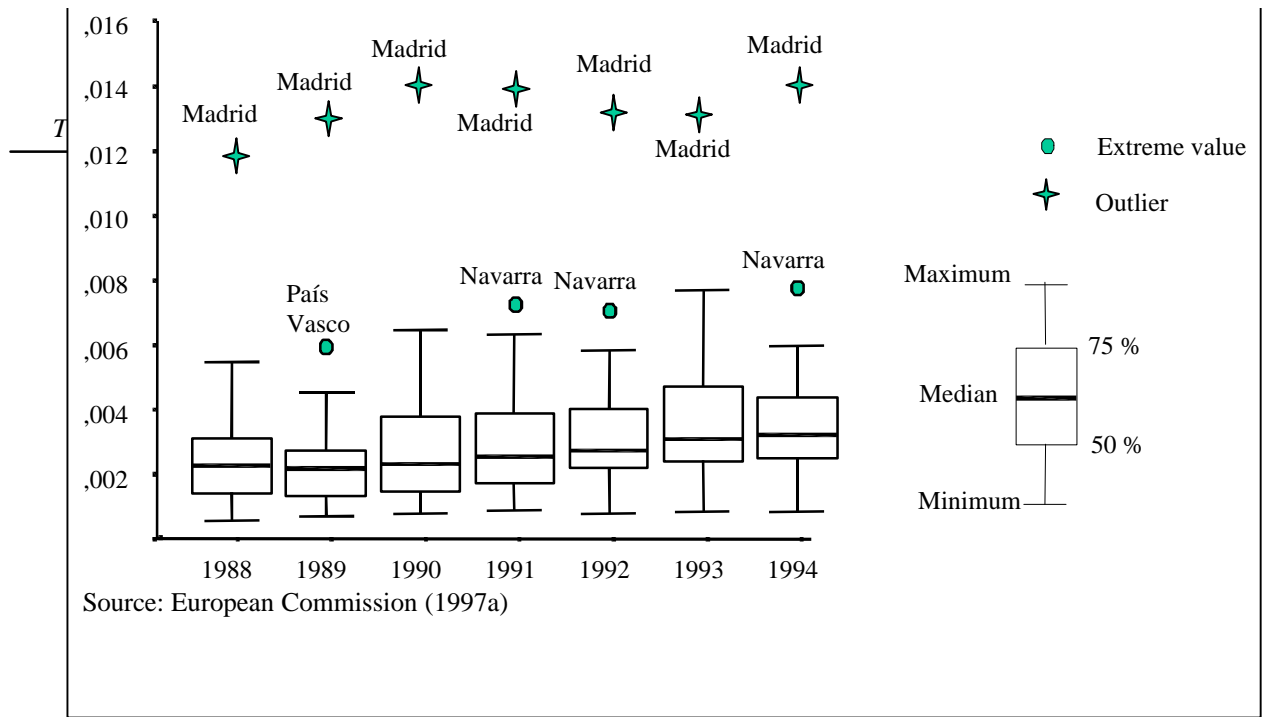 ,016
Madrid
Madrid
Madrid
,014
Madrid
Madrid
Madrid
Madrid
T
,012
Extreme value
Outlier
,010
,008
Navarra
Navarra
Navarra
Maximum
País
Vasco
,006
75 %
Median
,004
50 %
,002
Minimum
1988 1989 1990 1991 1992 1993 1994
Source: European Commission (1997a)